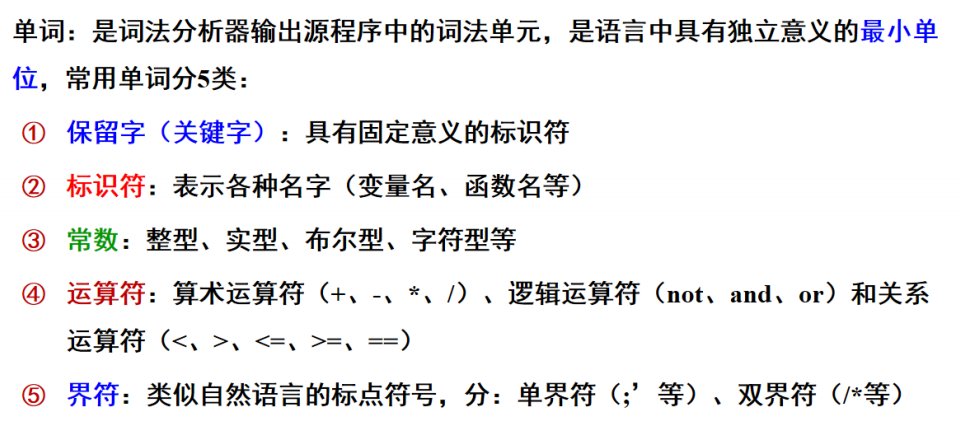 单词：是词法分析器输出源程序中的词法单元，是语言中具有独立意义的最小单
位，常用单词分5类：
① 保留字（关键字）：具有固定意义的标识符
② 标识符：表示各种名字（变量名、函数名等）
③ 常数：整型、实型、布尔型、字符型等
④ 运算符：算术运算符（+、-、*、/）、逻辑运算符（not、and、or）和关系
运算符（<、>、<=、>=、==）
⑤ 界符：类似自然语言的标点符号，分：单界符（;’等）、双界符（/*等）